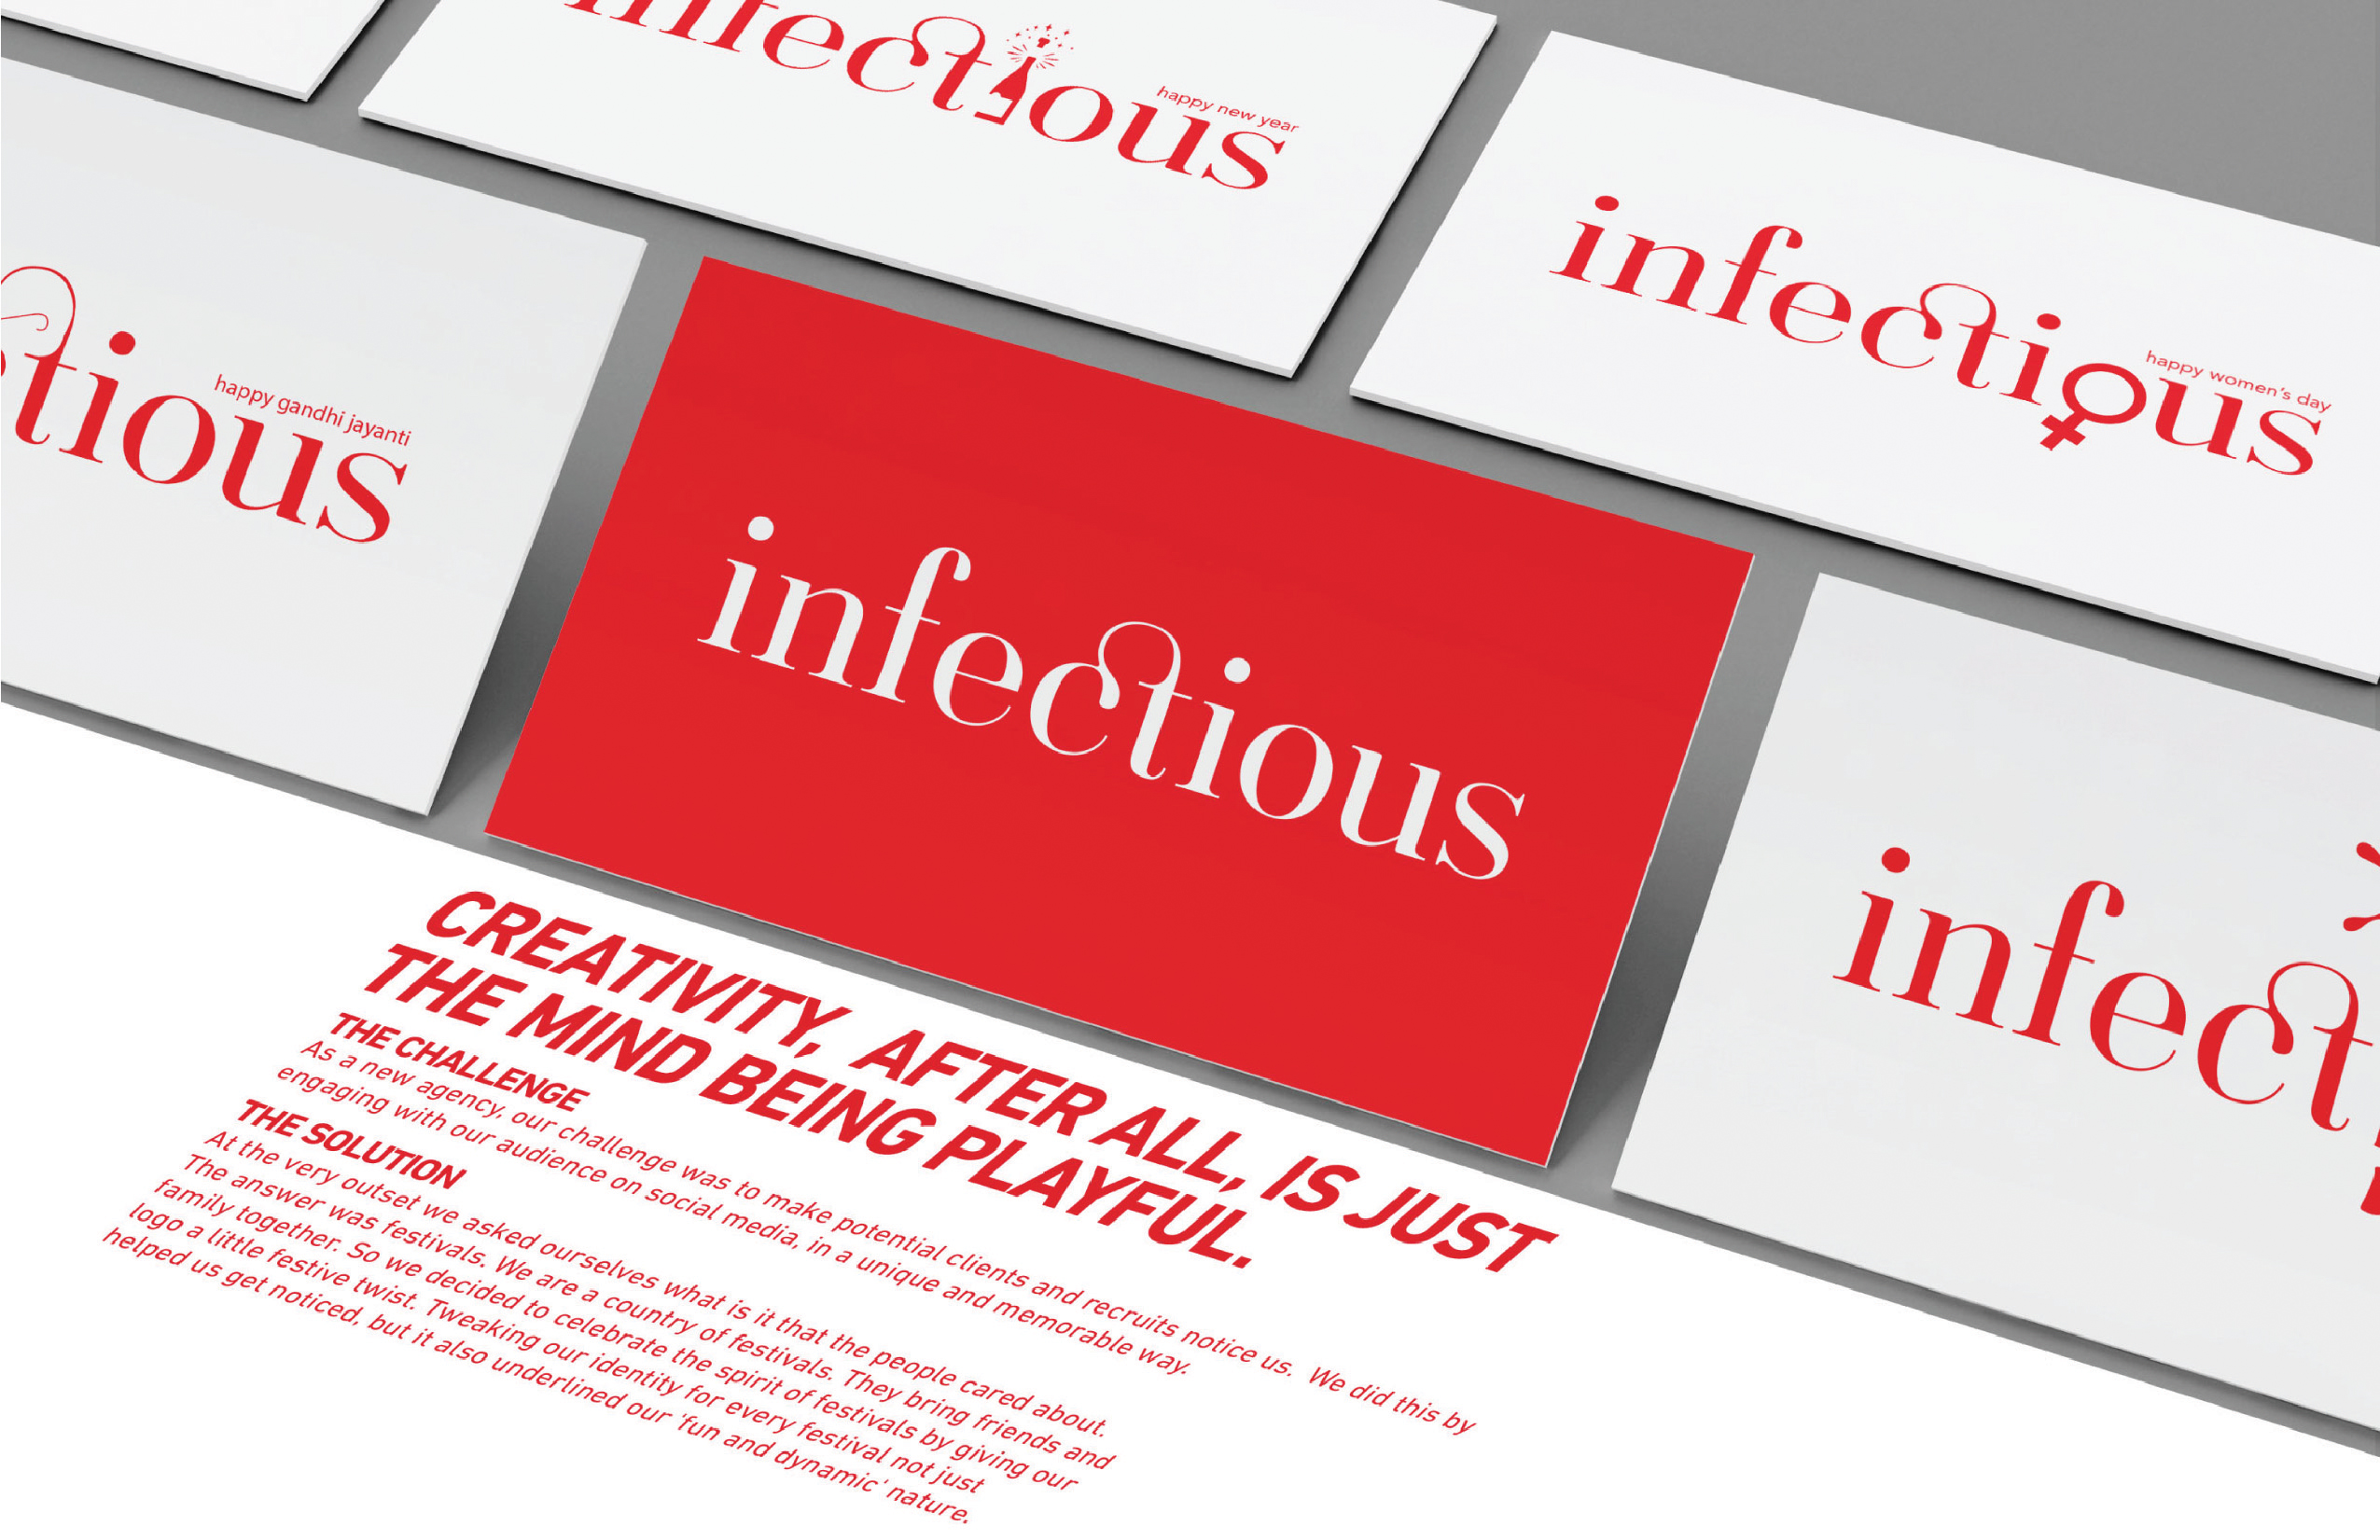 infectious
happy new year
infectious
happy women's day
ctious
happy gandhi jayanti
infectious
infect
CREATIVITY, AFTER ALL, IS JUST
THE MIND BEING PLAYFUL.
THE CHALLENGE
As a new agency, our challenge was to make potential clients and recruits notice us. We did this by
engaging with our audience on social media, in a unique and memorable way.
THE SOLUTION
At the very outset we asked ourselves what is it that the people cared about.
The answer was festivals. We are a country of festivals. They bring friends and
family together. So we decided to celebrate the spirit of festivals by giving our
logo a little festive twist. Tweaking our identity for every festival not just
helped us get noticed, but it also underlined our 'fun and dynamic' nature.